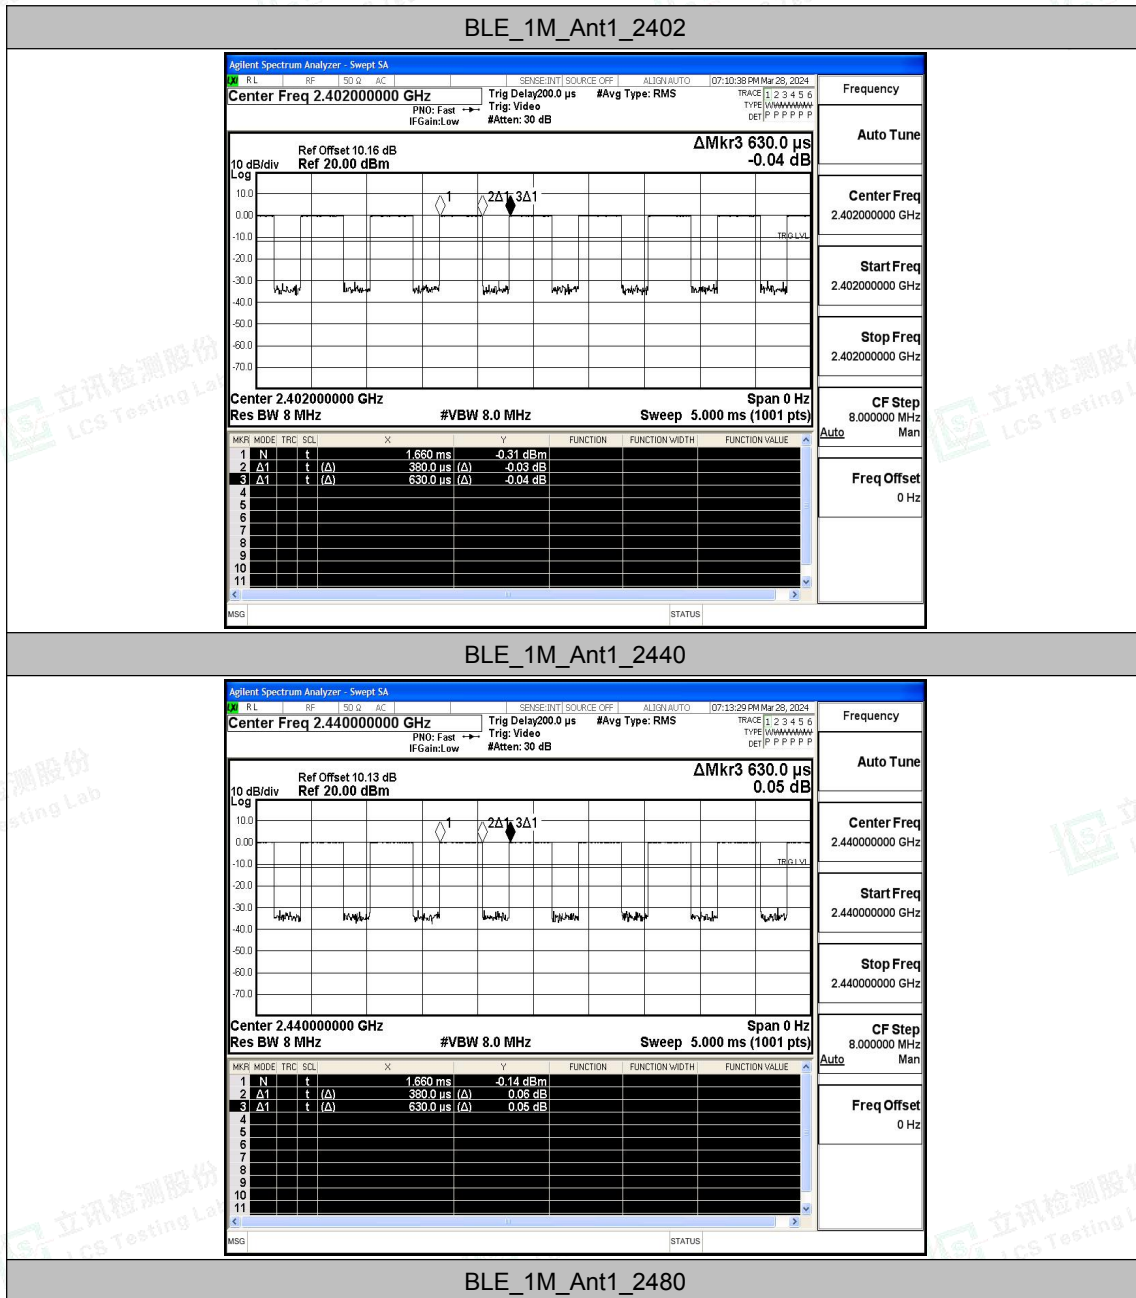 BLE_1M_Ant1_2402
Agilent Spectrum Analyzer - Swept SA
LXI RL RF 50 Ω AC SENSE:INT SOURCE OFF ALIGN AUTO 07:10:38 PM Mar 28, 2024
Center Freq 2.402000000 GHz
PNO: Fast
IFGain:Low
Trig Delay200.0 µs #Avg Type: RMS
Trig: Video
#Atten: 30 dB
TRACE 1 2 3 4 5 6
TYPE
DET P P P P P P
ΔMkr3 630.0 µs
-0.04 dB
Ref Offset 10.16 dB
10 dB/div Ref 20.00 dBm
Log
10.0
0.00
-10.0
-20.0
-30.0
-40.0
-50.0
-60.0
-70.0
1 2Δ1 3Δ1
TRIG LVL
Center 2.402000000 GHz Span 0 Hz
Res BW 8 MHz #VBW 8.0 MHz Sweep 5.000 ms (1001 pts)
MKR MODE TRC SCL X Y FUNCTION FUNCTION WIDTH FUNCTION VALUE
1 N t 1.660 ms -0.31 dBm
2 Δ1 t (Δ) 380.0 µs (Δ) -0.03 dB
3 Δ1 t (Δ) 630.0 µs (Δ) -0.04 dB
4
5
6
7
8
9
10
11
MSG STATUS
Frequency
Auto Tune
Center Freq
2.402000000 GHz
Start Freq
2.402000000 GHz
Stop Freq
2.402000000 GHz
CF Step
8.000000 MHz
Auto Man
Freq Offset
0 Hz
BLE_1M_Ant1_2440
Agilent Spectrum Analyzer - Swept SA
LXI RL RF 50 Ω AC SENSE:INT SOURCE OFF ALIGN AUTO 07:13:29 PM Mar 28, 2024
Center Freq 2.440000000 GHz
PNO: Fast
IFGain:Low
Trig Delay200.0 µs #Avg Type: RMS
Trig: Video
#Atten: 30 dB
TRACE 1 2 3 4 5 6
TYPE
DET P P P P P P
ΔMkr3 630.0 µs
0.05 dB
Ref Offset 10.13 dB
10 dB/div Ref 20.00 dBm
Log
10.0
0.00
-10.0
-20.0
-30.0
-40.0
-50.0
-60.0
-70.0
1 2Δ1 3Δ1
TRIG LVL
Center 2.440000000 GHz Span 0 Hz
Res BW 8 MHz #VBW 8.0 MHz Sweep 5.000 ms (1001 pts)
MKR MODE TRC SCL X Y FUNCTION FUNCTION WIDTH FUNCTION VALUE
1 N t 1.660 ms -0.14 dBm
2 Δ1 t (Δ) 380.0 µs (Δ) 0.06 dB
3 Δ1 t (Δ) 630.0 µs (Δ) 0.05 dB
4
5
6
7
8
9
10
11
MSG STATUS
Frequency
Auto Tune
Center Freq
2.440000000 GHz
Start Freq
2.440000000 GHz
Stop Freq
2.440000000 GHz
CF Step
8.000000 MHz
Auto Man
Freq Offset
0 Hz
BLE_1M_Ant1_2480
立讯检测股份
LCS Testing Lab